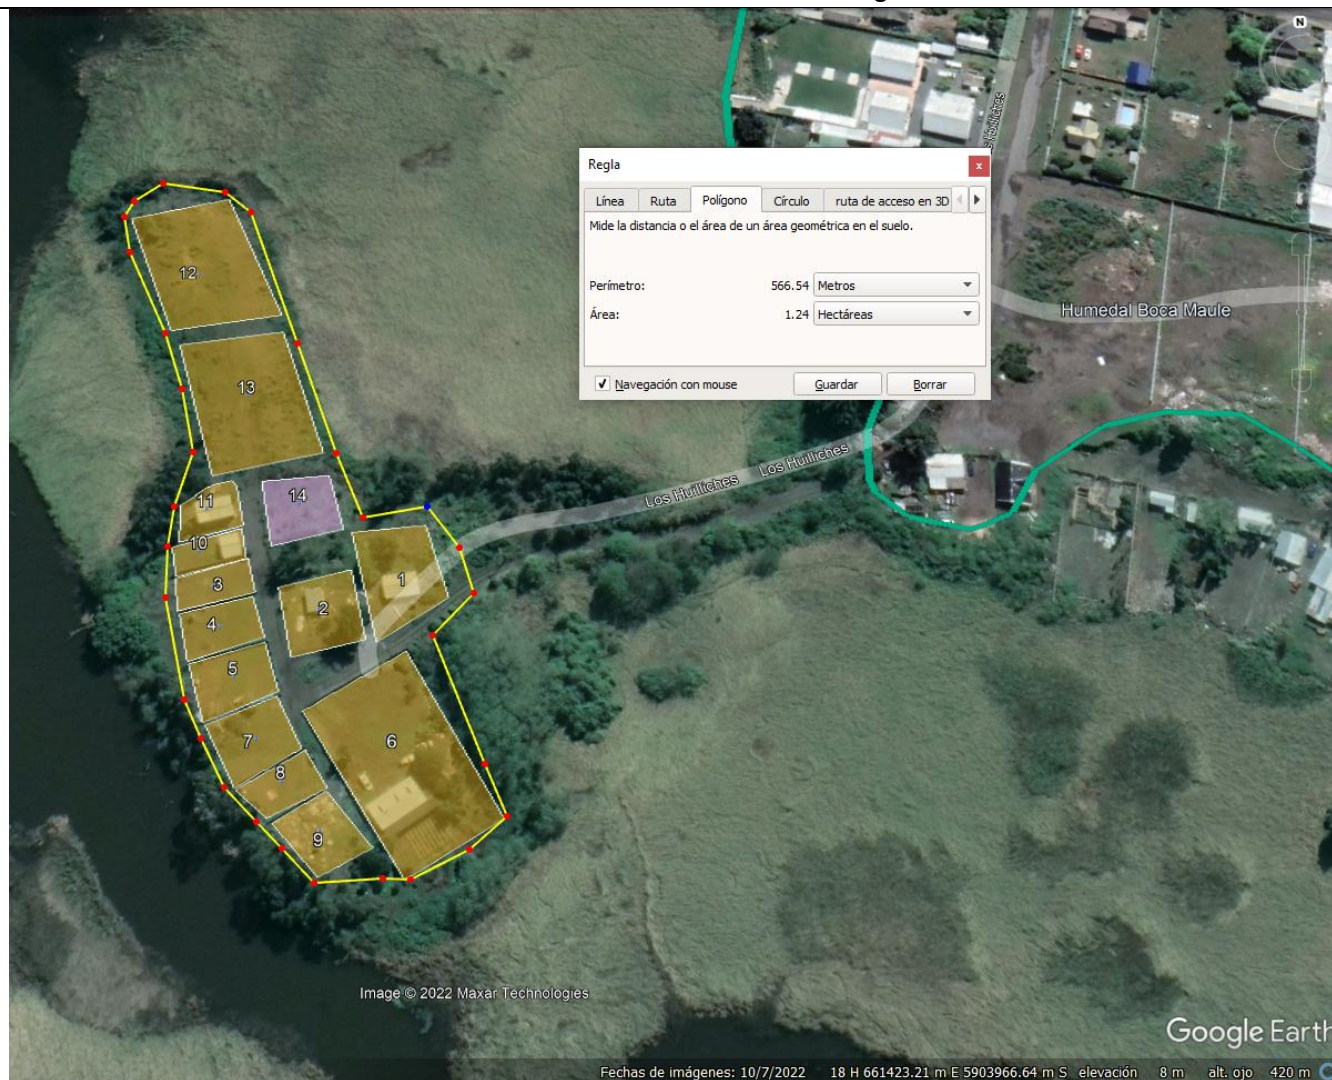 N
Regla
x
Línea Ruta Polígono Círculo ruta de acceso en 3D
Mide la distancia o el área de un área geométrica en el suelo.
Perímetro: 566.54 Metros
Área: 1.24 Hectáreas
Navegación con mouse Guardar Borrar
Huilliches
Humedal Boca Maule
Los Huilliches Los Huilliches
12
13
11
14
10
3
1
2
4
5
7
6
8
9
Image © 2022 Maxar Technologies
Google Earth
Fechas de imágenes: 10/7/2022 18 H 661423.21 m E 5903966.64 m S elevación 8 m alt. ojo 420 m